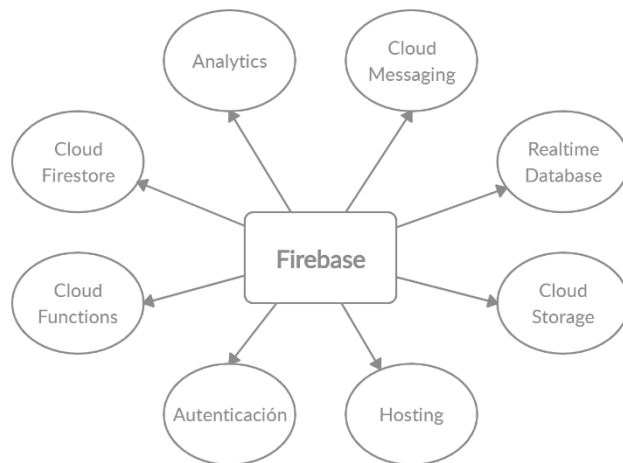 Analytics
Cloud
Messaging
Cloud
Firestore
Realtime
Database
Firebase
Cloud
Functions
Cloud
Storage
Autenticación
Hosting